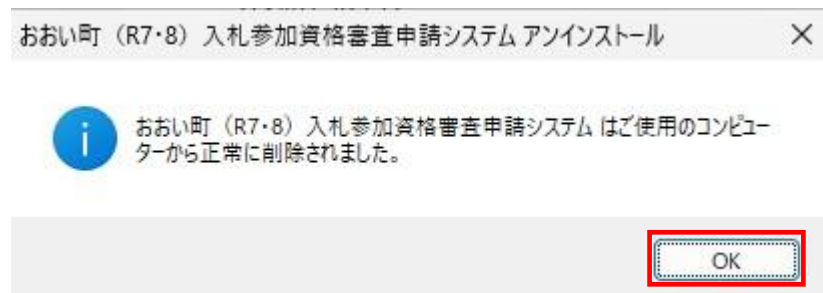 おおい町（R7･8）入札参加資格審査申請システム アンインストール
おおい町（R7･8）入札参加資格審査申請システム はご使用のコンピュー
ターから正常に削除されました。
OK